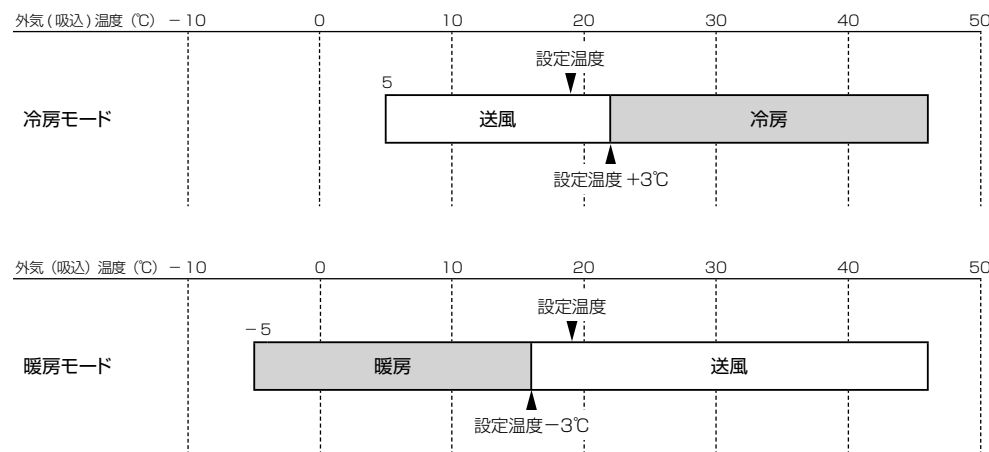 外気(吸込)温度(℃) －10 0 10 20 30 40 50
設定温度
5
冷房モード 送風 冷房
設定温度+3℃
外気(吸込)温度(℃) －10 0 10 20 30 40 50
設定温度
－5
暖房モード 暖房 送風
設定温度－3℃